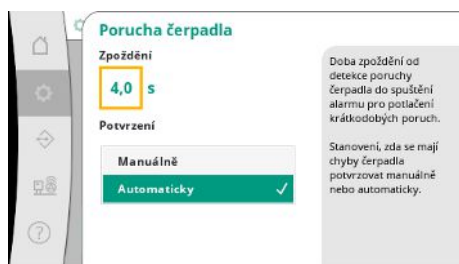 Porucha čerpadla
Zpoždění
4,0 s
Potvrzení
Manuálně
Automaticky
Doba zpoždění od
detekce poruchy
čerpadla do spuštění
alarmu pro potlačení
krátkodobých poruch.
Stanovení, zda se mají
chyby čerpadla
potvrzovat manuálně
nebo automaticky.